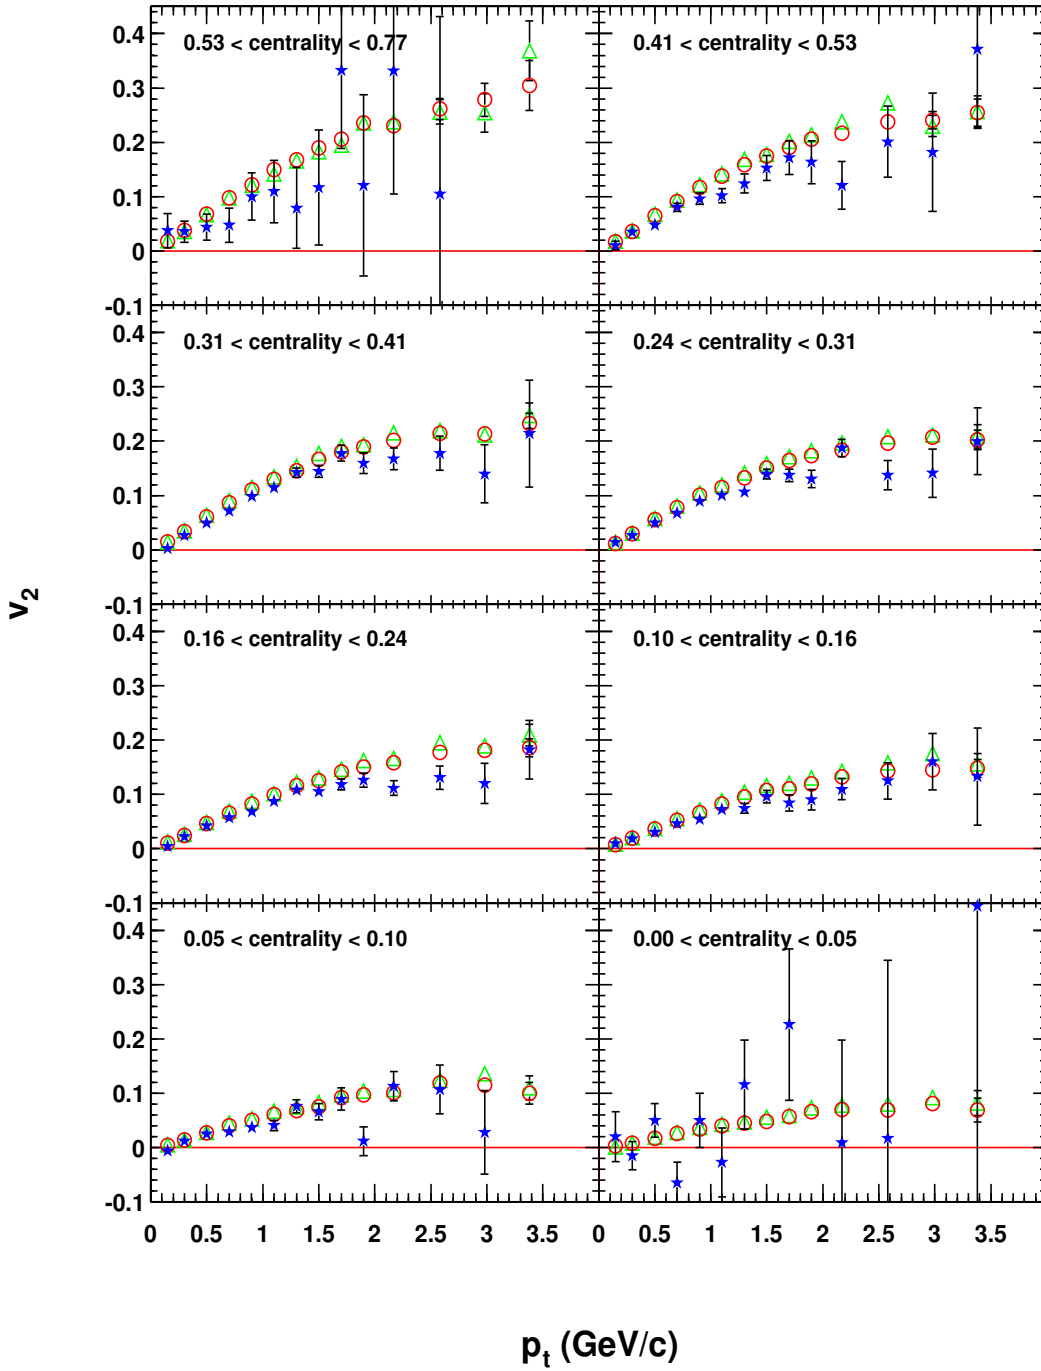 0.53 < centrality < 0.77
0.41 < centrality < 0.53
0.4
0.3
0.2
0.1
0
-0.1
0.31 < centrality < 0.41
0.24 < centrality < 0.31
0.4
0.3
0.2
0.1
0
-0.1
0.16 < centrality < 0.24
0.10 < centrality < 0.16
0.4
0.3
0.2
0.1
0
-0.1
0.05 < centrality < 0.10
0.00 < centrality < 0.05
0.4
0.3
0.2
0.1
0
-0.1
0 0.5 1 1.5 2 2.5 3 3.5
0 0.5 1 1.5 2 2.5 3 3.5
v2
pt (GeV/c)